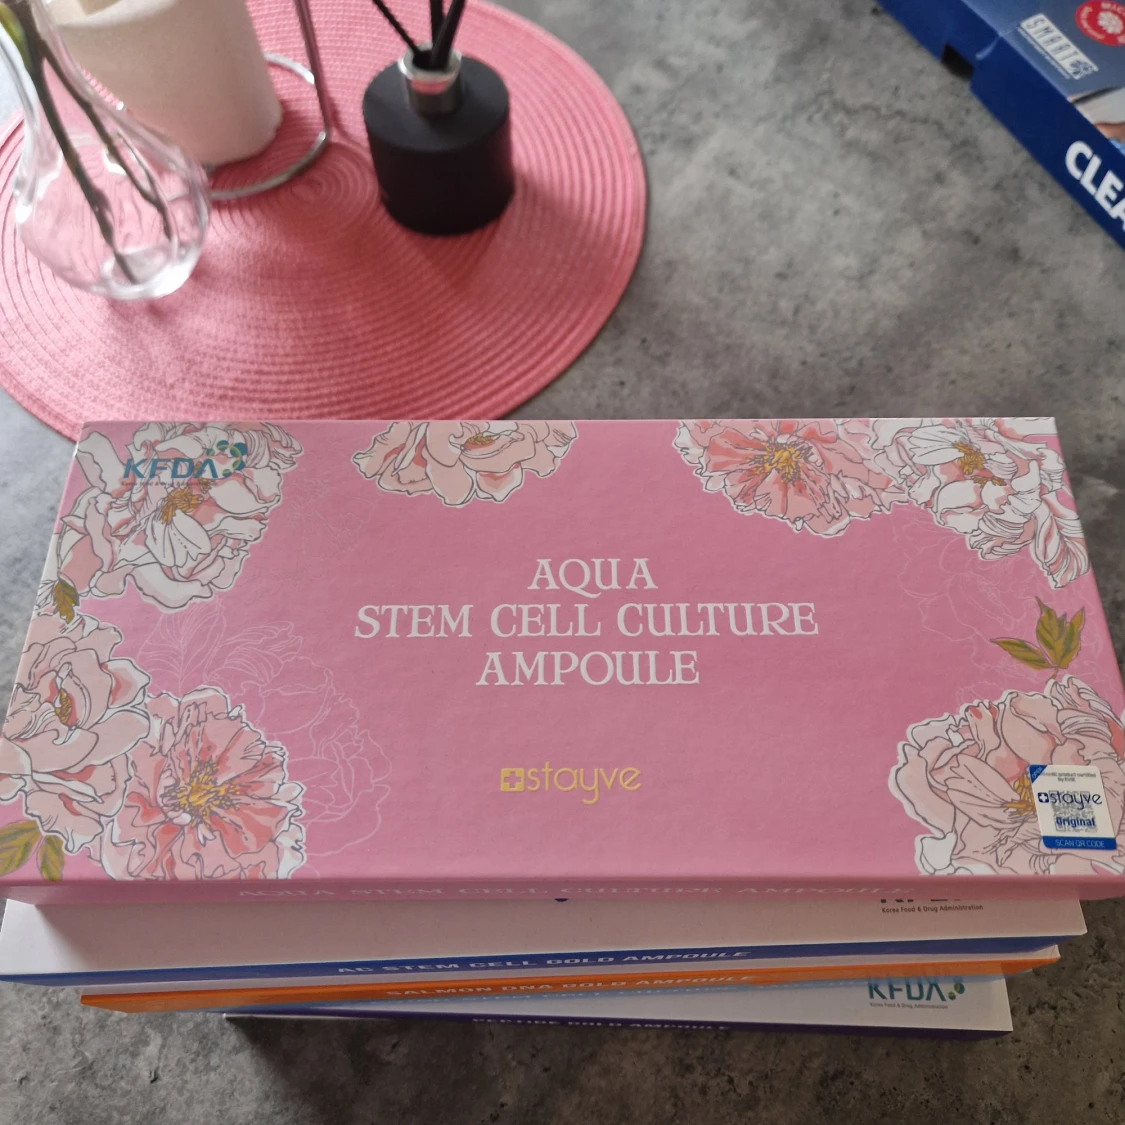 SMART
CLEA
KFDA
AQUA
STEM CELL CULTURE
AMPOULE
stayve
stayve
Original
SCAN QR CODE
AQUA STEM CELL CULTURE AMPOULE
Korea Food & Drug Administration
AC STEM CELL GOLD AMPOULE
SALMON DNA GOLD AMPOULE
KFDA
Korea Food & Drug Administration
PEPTIDE GOLD AMPOULE